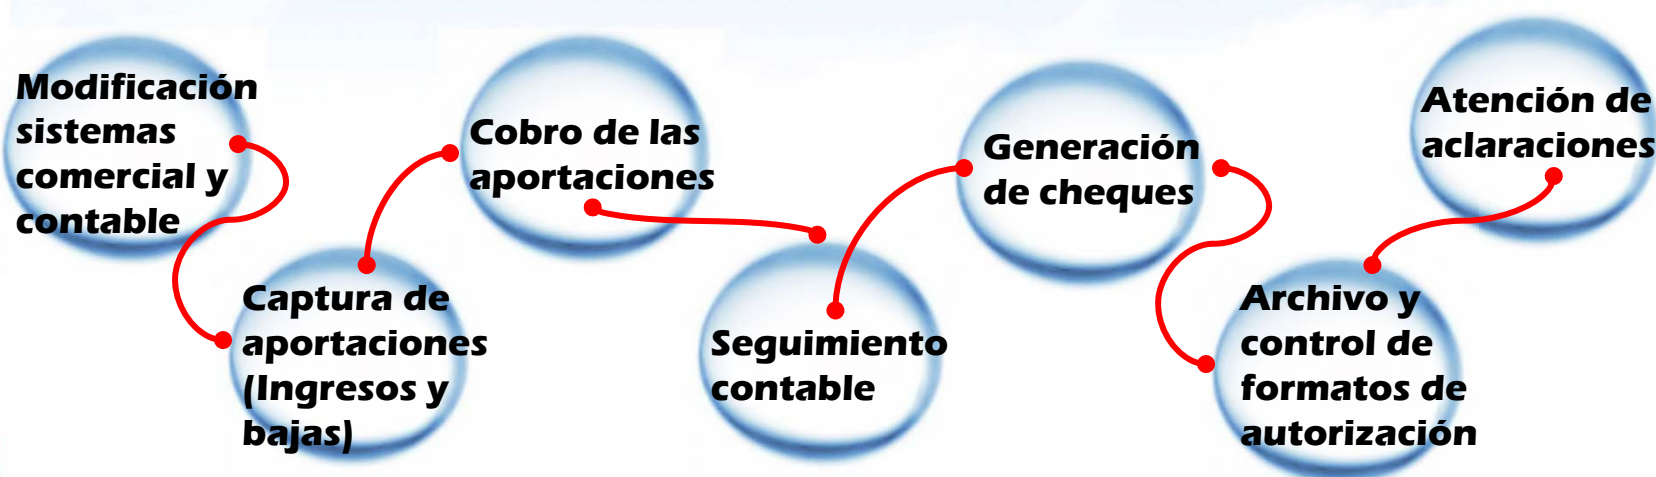 Modificación
sistemas
comercial y
contable
Captura de
aportaciones
(Ingresos y
bajas)
Cobro de las
aportaciones
Seguimiento
contable
Generación
de cheques
Archivo y
control de
formatos de
autorización
Atención de
aclaraciones